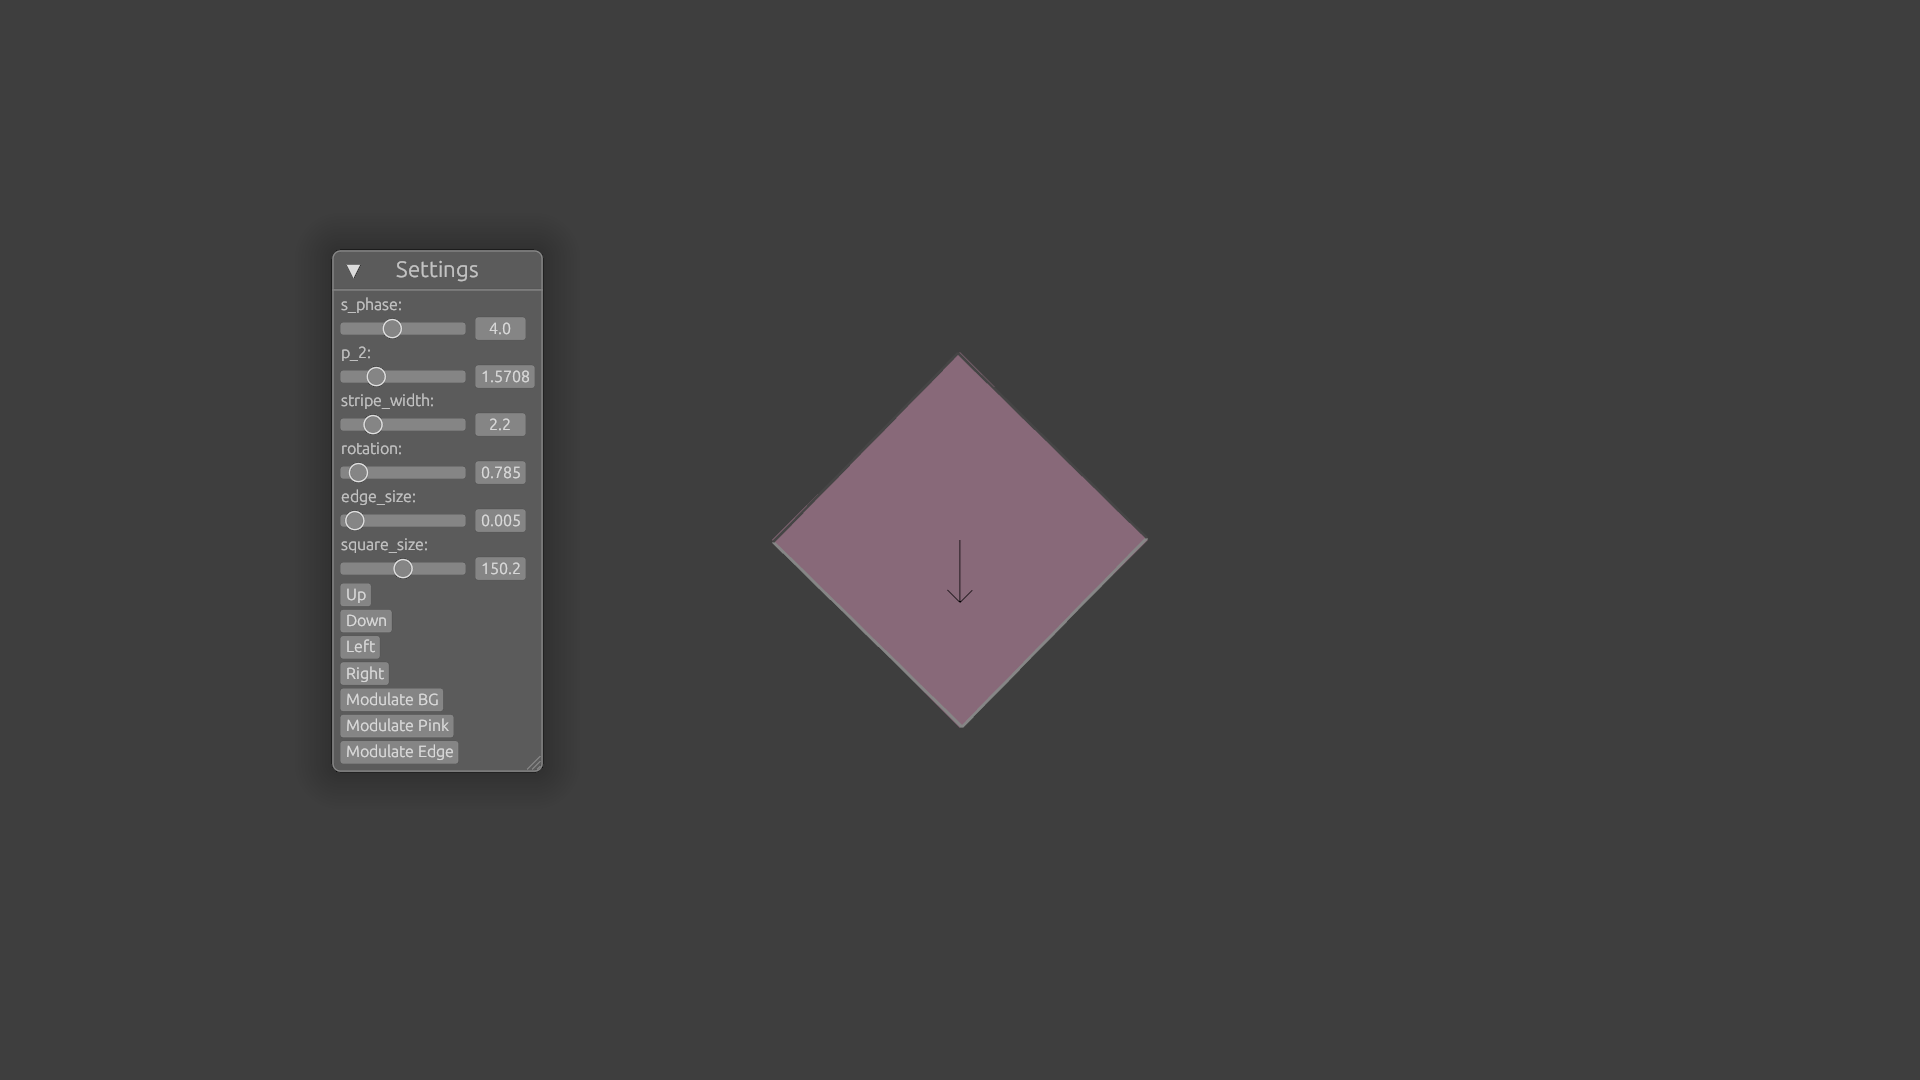 ▼ Settings
s_phase:
4.0
p_2:
1.5708
stripe_width:
2.2
rotation:
0.785
edge_size:
0.005
square_size:
150.2
Up
Down
Left
Right
Modulate BG
Modulate Pink
Modulate Edge